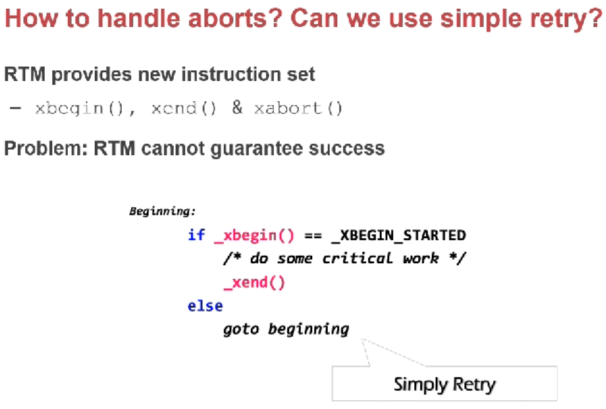 How to handle aborts? Can we use simple retry?
RTM provides new instruction set
– xbegin(), xend() & xabort()
Problem: RTM cannot guarantee success
Beginning:
if _xbegin() == _XBEGIN_STARTED
/* do some critical work */
_xend()
else
goto beginning
Simply Retry